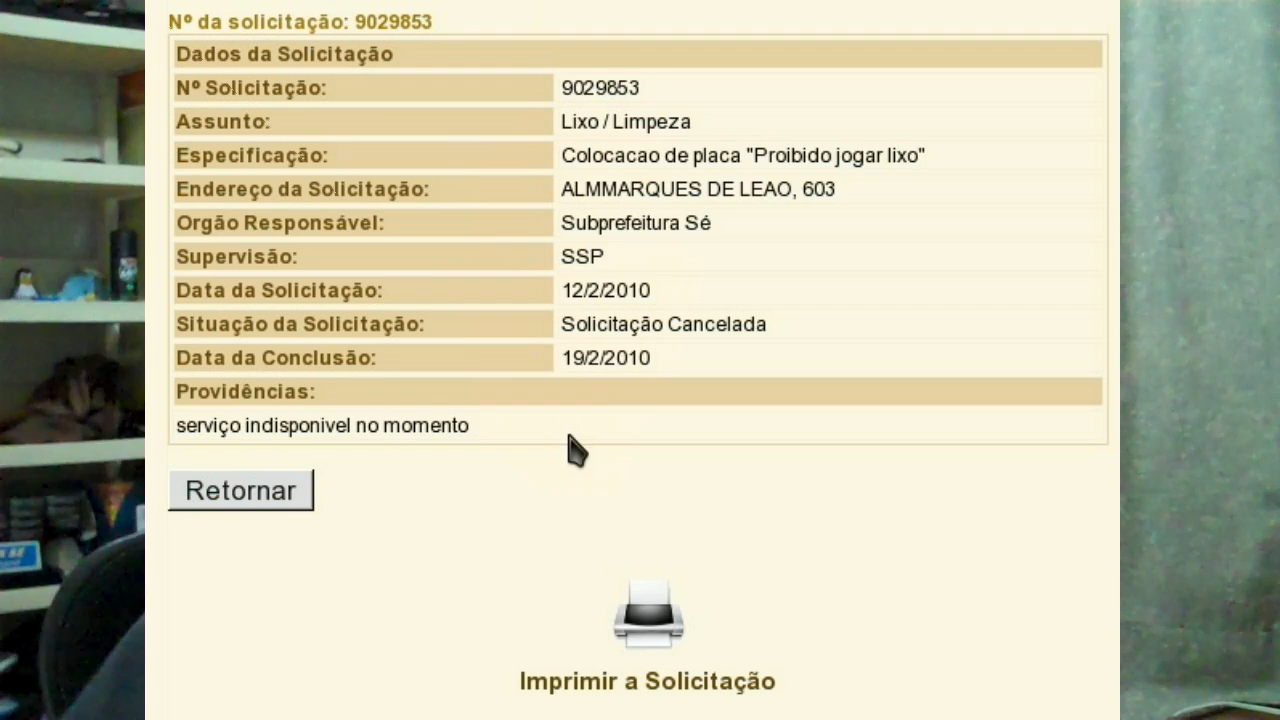 Nº da solicitação: 9029853
Dados da Solicitação
Nº Solicitação: 9029853
Assunto: Lixo / Limpeza
Especificação: Colocacao de placa "Proibido jogar lixo"
Endereço da Solicitação: ALMMARQUES DE LEAO, 603
Orgão Responsável: Subprefeitura Sé
Supervisão: SSP
Data da Solicitação: 12/2/2010
Situação da Solicitação: Solicitação Cancelada
Data da Conclusão: 19/2/2010
Providências:
serviço indisponivel no momento
Retornar
Imprimir a Solicitação